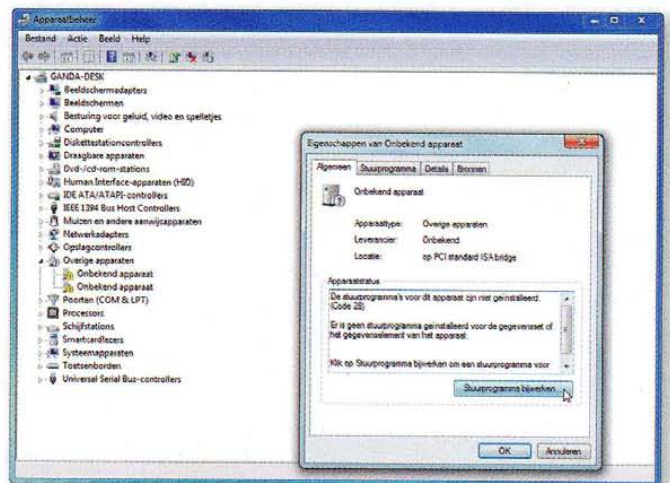 Apparaatbeheer
Bestand Actie Beeld Help
GANDA-DESK
Beeldschermadapters
Beeldschermen
Besturing voor geluid, video en spelletjes
Computer
Diskettestationcontrollers
Draagbare apparaten
Dvd-/cd-rom-stations
Human Interface-apparaten (HID)
IDE ATA/ATAPI-controllers
IEEE 1394 Bus Host Controllers
Muizen en andere aanwijsapparaten
Netwerkadapters
Opslagcontrollers
Overige apparaten
Onbekend apparaat
Onbekend apparaat
Poorten (COM & LPT)
Processors
Schijfstations
Smartcardlezers
Systeemapparaten
Toetsenborden
Universal Serial Bus-controllers
Eigenschappen van Onbekend apparaat
Algemeen Stuurprogramma Details Bronnen
Onbekend apparaat
Apparaattype: Overige apparaten
Leverancier: Onbekend
Locatie: op PCI standard ISA bridge
Apparaatstatus
De stuurprogramma's voor dit apparaat zijn niet geïnstalleerd.
(Code 28)
Er is geen stuurprogramma geïnstalleerd voor de gegevensset of
het gegevenselement van het apparaat.
Klik op Stuurprogramma bijwerken om een stuurprogramma voor
Stuurprogramma bijwerken...
OK Annuleren